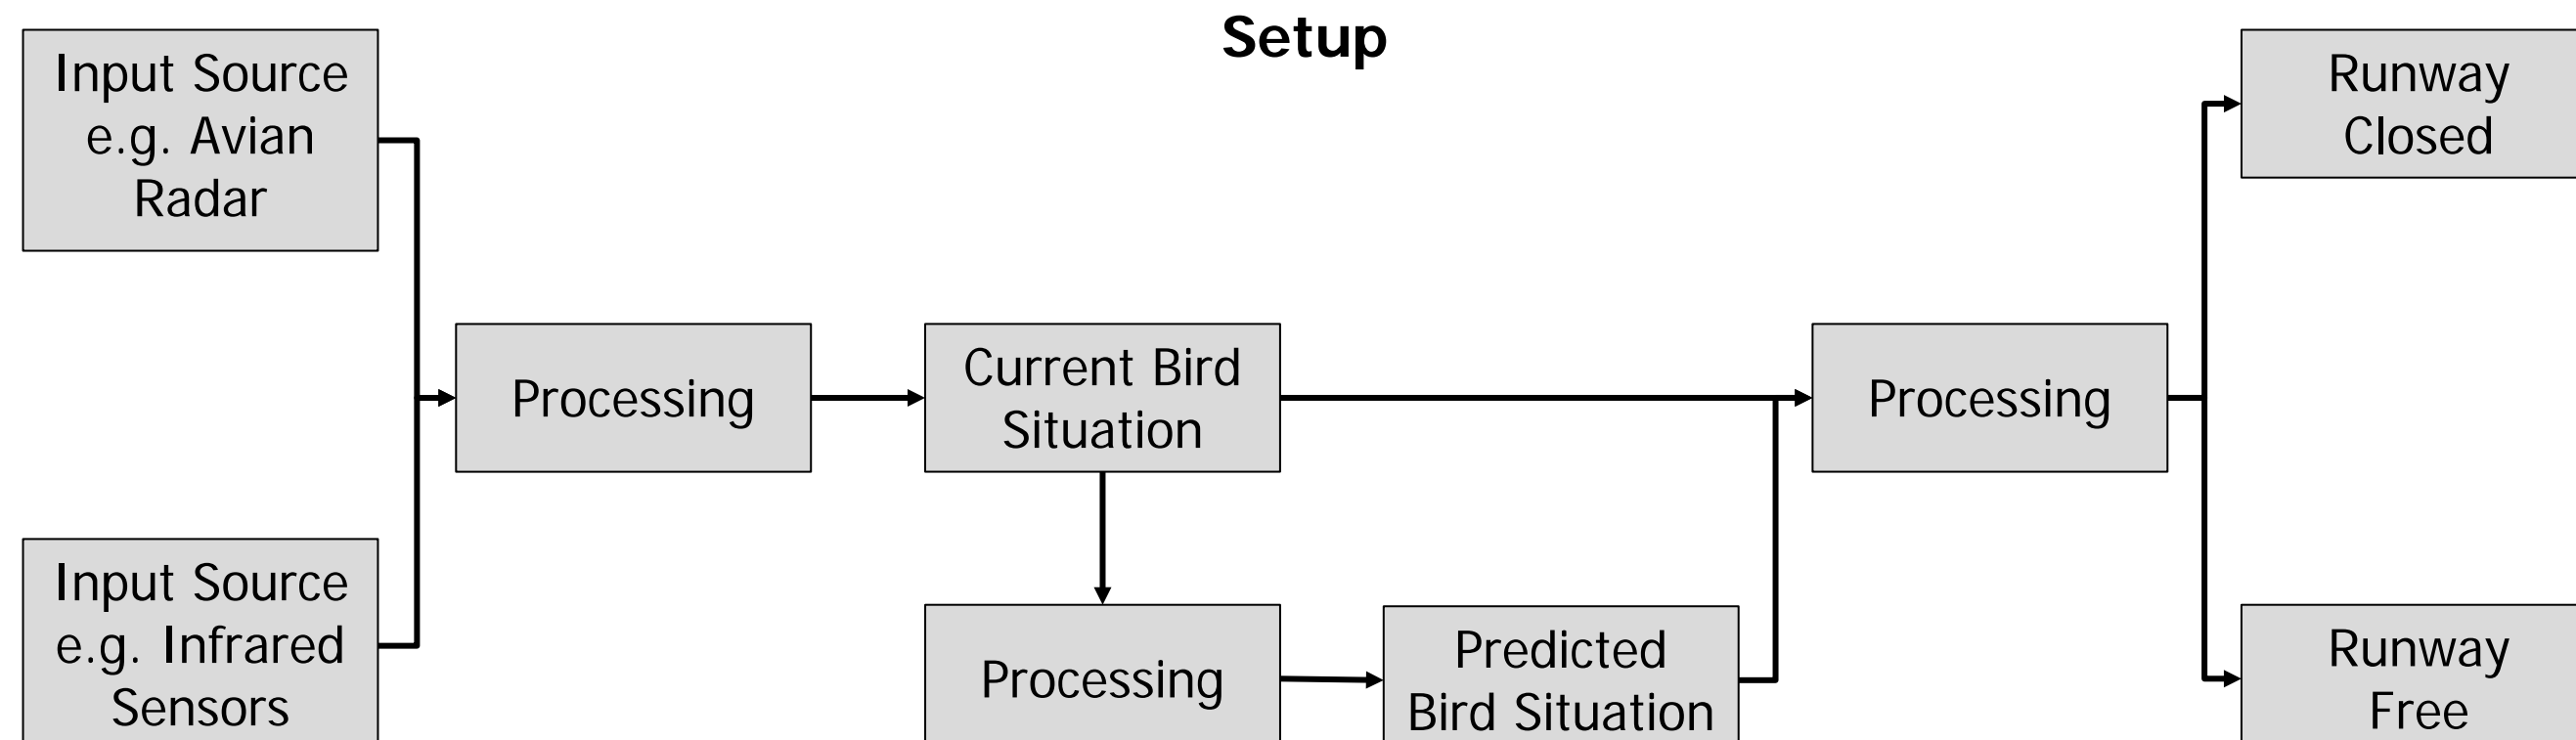 Setup
Input Source
e.g. Avian
Radar
Input Source
e.g. Infrared
Sensors
Processing
Current Bird
Situation
Processing
Predicted
Bird Situation
Processing
Runway
Closed
Runway
Free